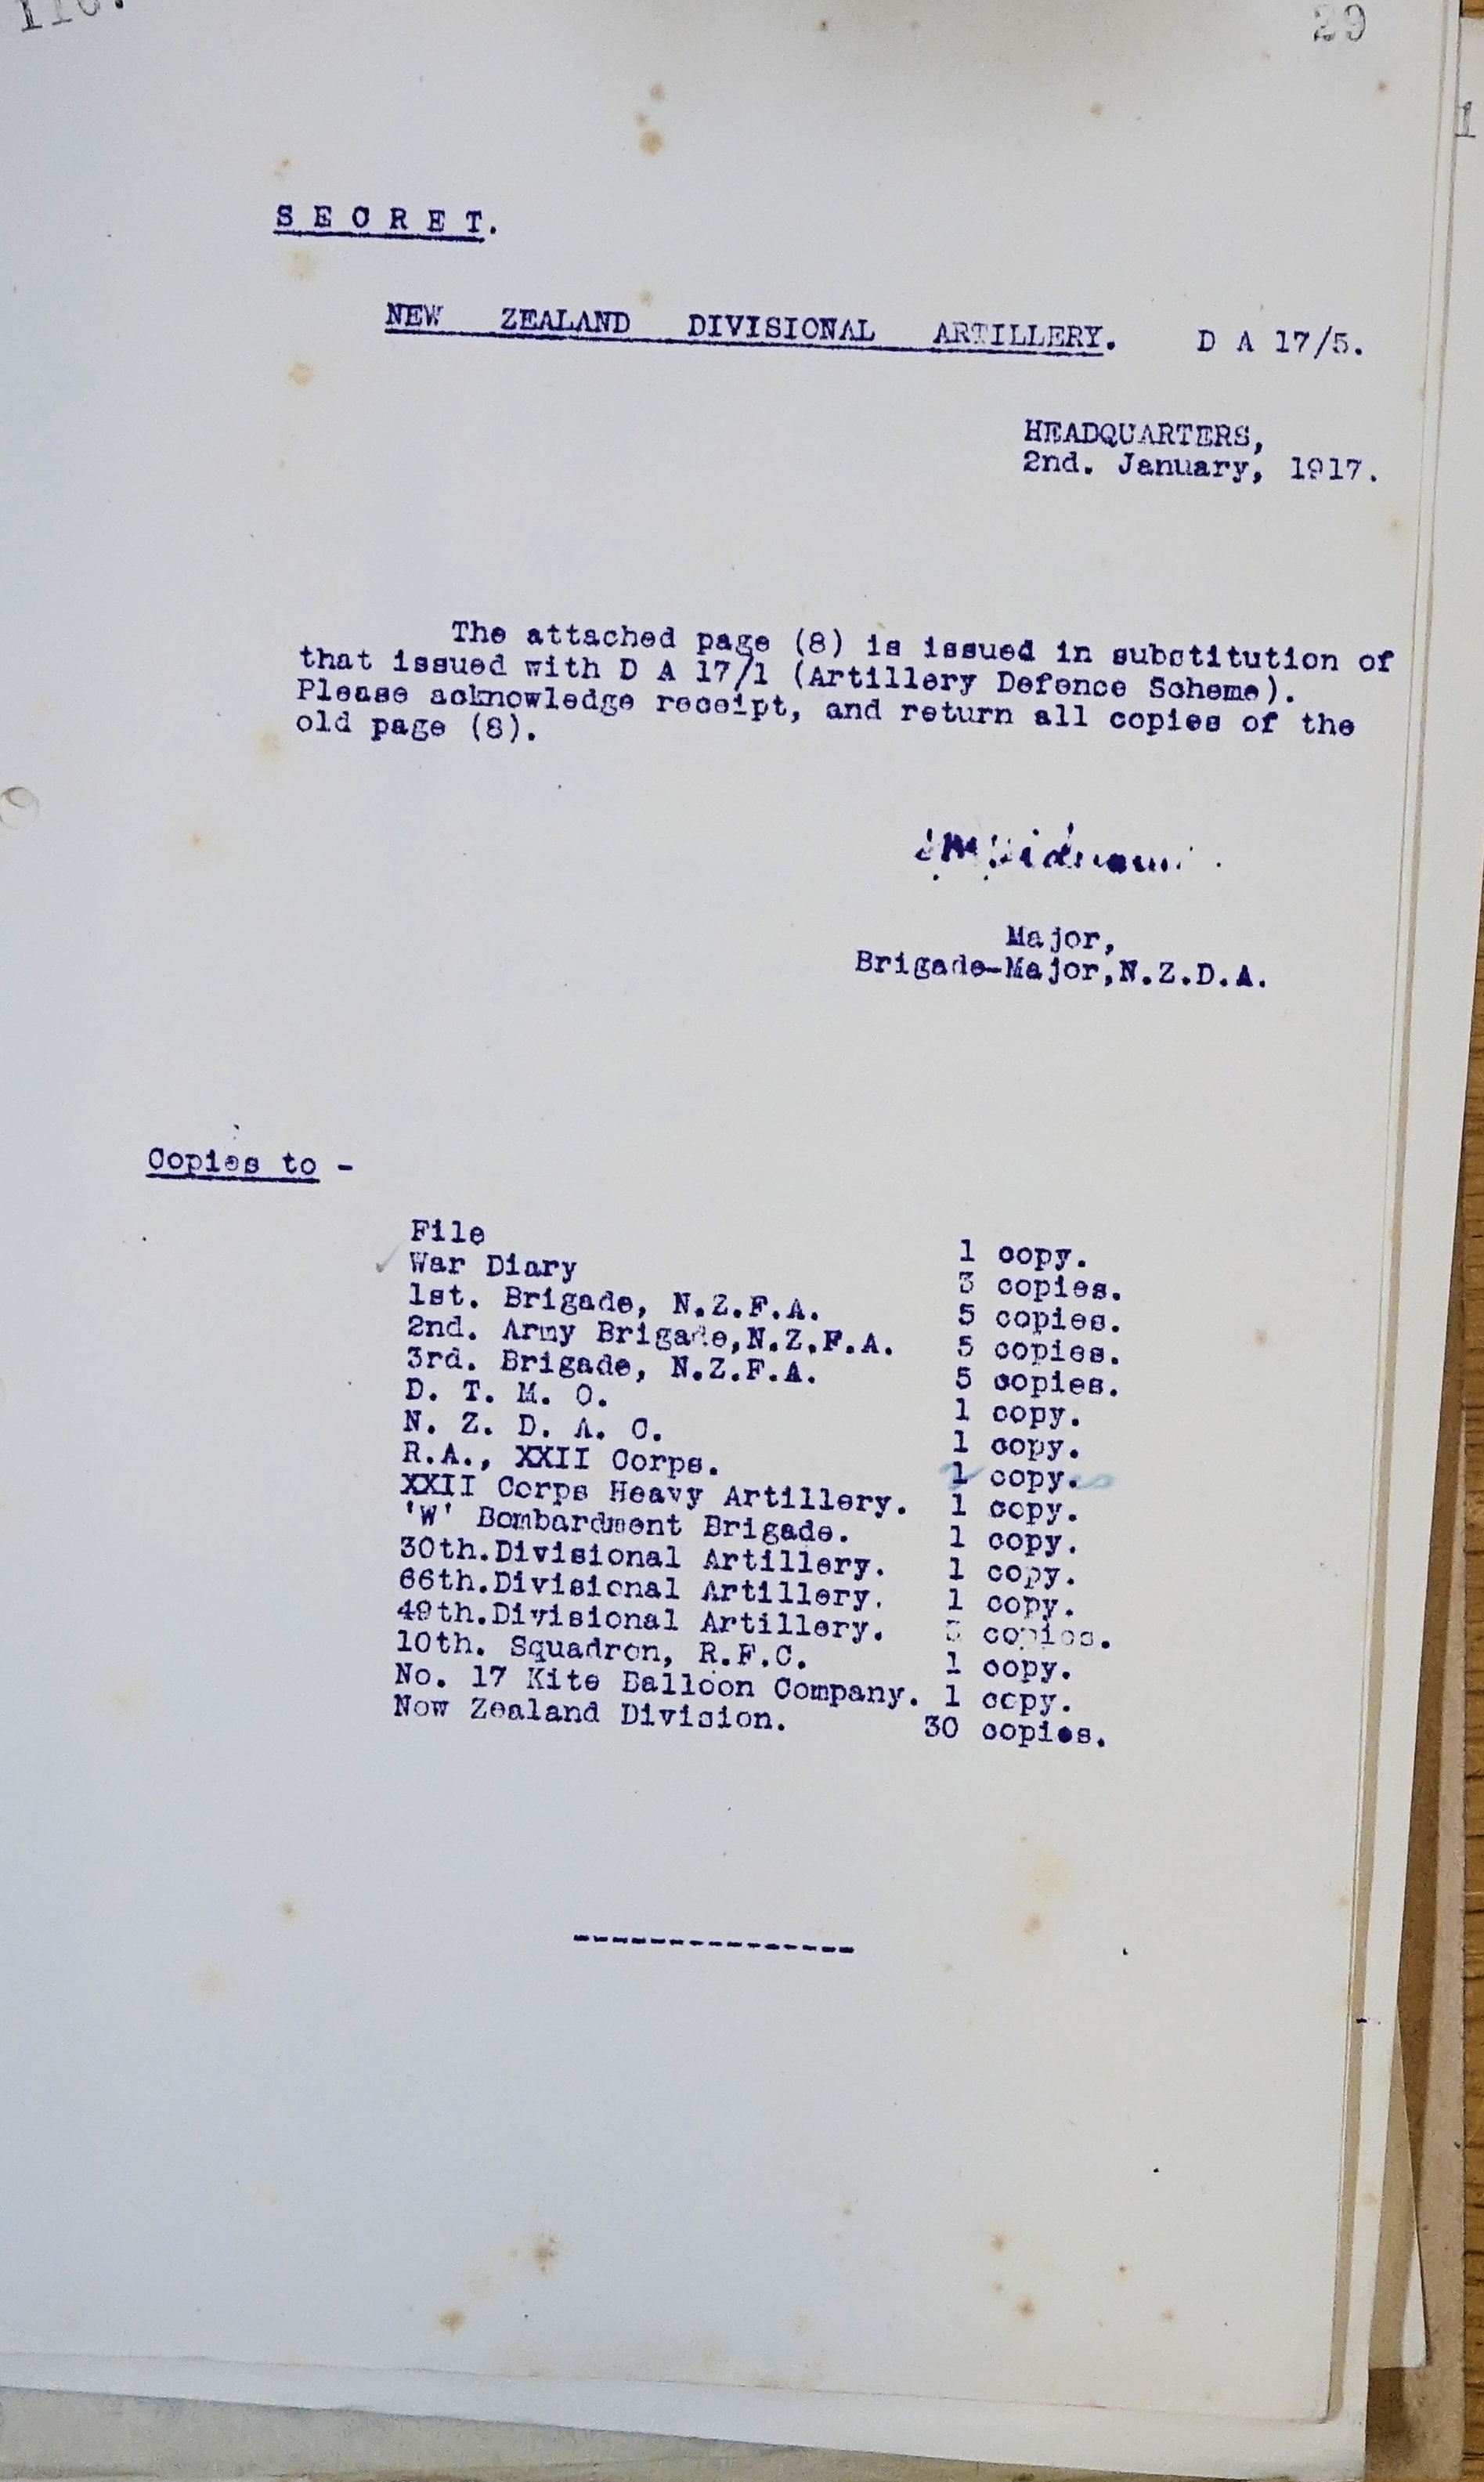 29
S E C R E T.
NEW ZEALAND DIVISIONAL ARTILLERY. D A 17/5.
HEADQUARTERS,
2nd. January, 1917.
The attached page (8) is issued in substitution of
that issued with D A 17/1 (Artillery Defence Scheme).
Please acknowledge receipt, and return all copies of the
old page (8).
Major,
Brigade-Major,N.Z.D.A.
Copies to -
File 1 copy.
War Diary 3 copies.
1st. Brigade, N.Z.F.A. 5 copies.
2nd. Army Brigade,N.Z.F.A. 5 copies.
3rd. Brigade, N.Z.F.A. 5 copies.
D. T. M. O. 1 copy.
N. Z. D. A. C. 1 copy.
R.A., XXII Corps. 1 copy.
XXII Corps Heavy Artillery. 1 copy.
'W' Bombardment Brigade. 1 copy.
30th.Divisional Artillery. 1 copy.
66th.Divisional Artillery. 1 copy.
49th.Divisional Artillery. copies.
10th. Squadron, R.F.C. 1 copy.
No. 17 Kite Balloon Company. 1 copy.
New Zealand Division. 30 copies.